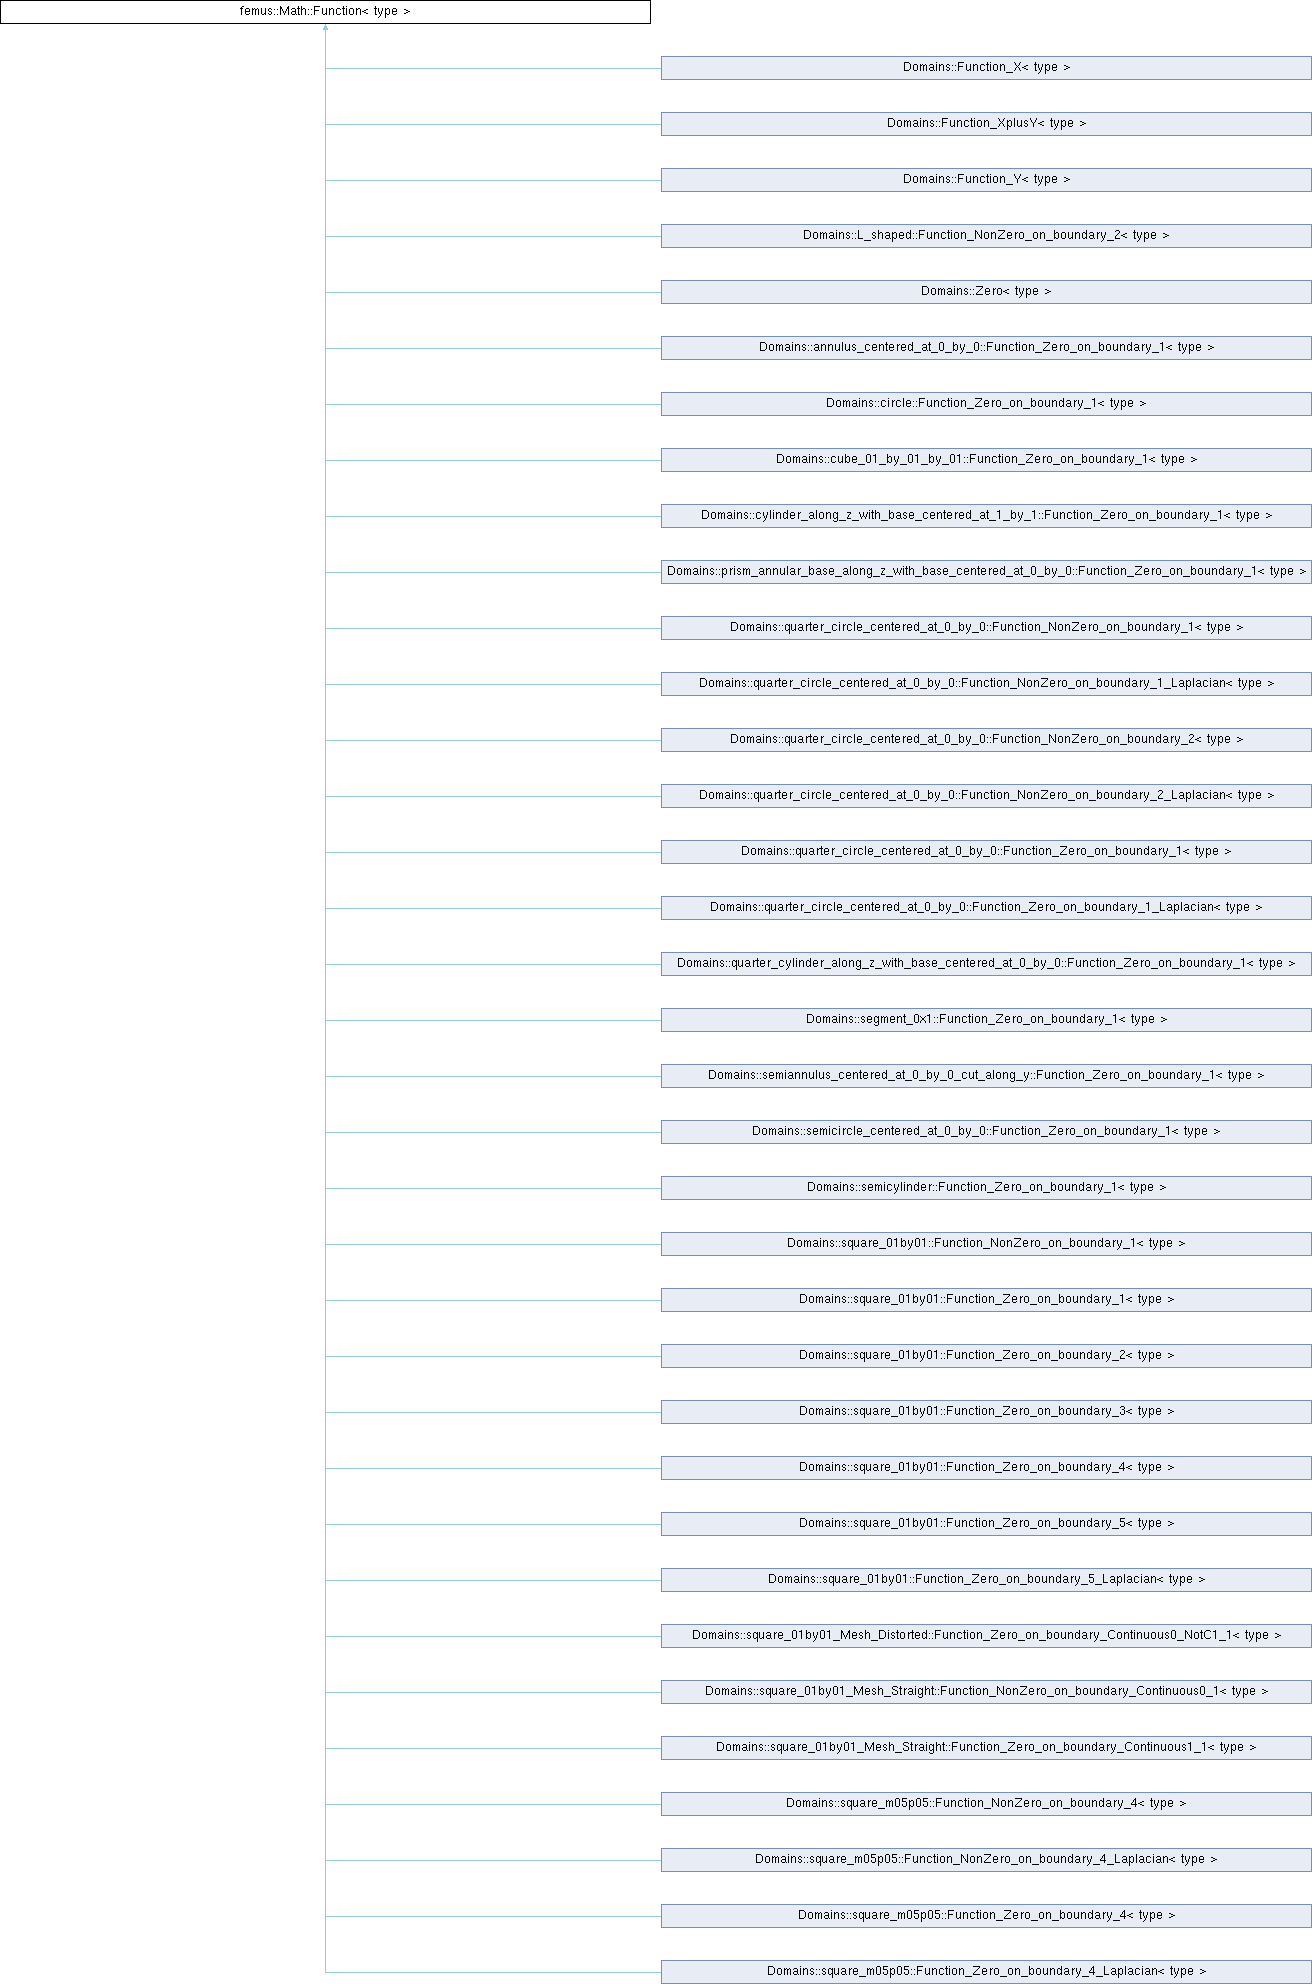 femus::Math::Function< type >
Domains::Function_X< type >
Domains::Function_XplusY< type >
Domains::Function_Y< type >
Domains::L_shaped::Function_NonZero_on_boundary_2< type >
Domains::Zero< type >
Domains::annulus_centered_at_0_by_0::Function_Zero_on_boundary_1< type >
Domains::circle::Function_Zero_on_boundary_1< type >
Domains::cube_01_by_01_by_01::Function_Zero_on_boundary_1< type >
Domains::cylinder_along_z_with_base_centered_at_1_by_1::Function_Zero_on_boundary_1< type >
Domains::prism_annular_base_along_z_with_base_centered_at_0_by_0::Function_Zero_on_boundary_1< type >
Domains::quarter_circle_centered_at_0_by_0::Function_NonZero_on_boundary_1< type >
Domains::quarter_circle_centered_at_0_by_0::Function_NonZero_on_boundary_1_Laplacian< type >
Domains::quarter_circle_centered_at_0_by_0::Function_NonZero_on_boundary_2< type >
Domains::quarter_circle_centered_at_0_by_0::Function_NonZero_on_boundary_2_Laplacian< type >
Domains::quarter_circle_centered_at_0_by_0::Function_Zero_on_boundary_1< type >
Domains::quarter_circle_centered_at_0_by_0::Function_Zero_on_boundary_1_Laplacian< type >
Domains::quarter_cylinder_along_z_with_base_centered_at_0_by_0::Function_Zero_on_boundary_1< type >
Domains::segment_0x1::Function_Zero_on_boundary_1< type >
Domains::semiannulus_centered_at_0_by_0_cut_along_y::Function_Zero_on_boundary_1< type >
Domains::semicircle_centered_at_0_by_0::Function_Zero_on_boundary_1< type >
Domains::semicylinder::Function_Zero_on_boundary_1< type >
Domains::square_01by01::Function_NonZero_on_boundary_1< type >
Domains::square_01by01::Function_Zero_on_boundary_1< type >
Domains::square_01by01::Function_Zero_on_boundary_2< type >
Domains::square_01by01::Function_Zero_on_boundary_3< type >
Domains::square_01by01::Function_Zero_on_boundary_4< type >
Domains::square_01by01::Function_Zero_on_boundary_5< type >
Domains::square_01by01::Function_Zero_on_boundary_5_Laplacian< type >
Domains::square_01by01_Mesh_Distorted::Function_Zero_on_boundary_Continuous0_NotC1_1< type >
Domains::square_01by01_Mesh_Straight::Function_NonZero_on_boundary_Continuous0_1< type >
Domains::square_01by01_Mesh_Straight::Function_Zero_on_boundary_Continuous1_1< type >
Domains::square_m05p05::Function_NonZero_on_boundary_4< type >
Domains::square_m05p05::Function_NonZero_on_boundary_4_Laplacian< type >
Domains::square_m05p05::Function_Zero_on_boundary_4< type >
Domains::square_m05p05::Function_Zero_on_boundary_4_Laplacian< type >